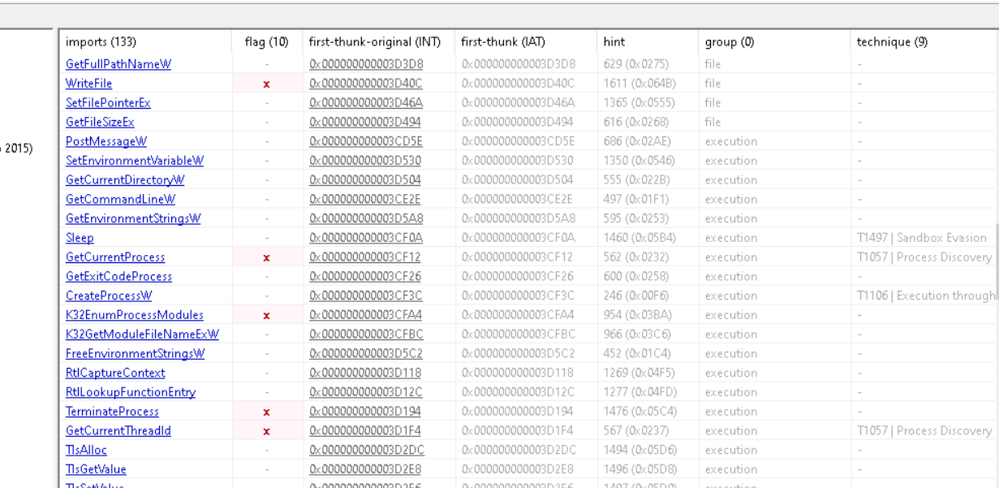 imports (133) flag (10) first-thunk-original (INT) first-thunk (IAT) hint group (0) technique (9)
GetFullPathNameW - 0x000000000003D3D8 0x000000000003D3D8 629 (0x0275) file -
WriteFile x 0x000000000003D40C 0x000000000003D40C 1611 (0x064B) file -
SetFilePointerEx - 0x000000000003D46A 0x000000000003D46A 1365 (0x0555) file -
GetFileSizeEx - 0x000000000003D494 0x000000000003D494 616 (0x0268) file -
PostMessageW - 0x000000000003CD5E 0x000000000003CD5E 686 (0x02AE) execution -
2015)
SetEnvironmentVariableW - 0x000000000003D530 0x000000000003D530 1350 (0x0546) execution -
GetCurrentDirectoryW - 0x000000000003D504 0x000000000003D504 555 (0x022B) execution -
GetCommandLineW - 0x000000000003CE2E 0x000000000003CE2E 497 (0x01F1) execution -
GetEnvironmentStringsW - 0x000000000003D5A8 0x000000000003D5A8 595 (0x0253) execution -
Sleep - 0x000000000003CF0A 0x000000000003CF0A 1460 (0x05B4) execution T1497 | Sandbox Evasion
GetCurrentProcess x 0x000000000003CF12 0x000000000003CF12 562 (0x0232) execution T1057 | Process Discovery
GetExitCodeProcess - 0x000000000003CF26 0x000000000003CF26 600 (0x0258) execution -
CreateProcessW - 0x000000000003CF3C 0x000000000003CF3C 246 (0x00F6) execution T1106 | Execution through
K32EnumProcessModules x 0x000000000003CFA4 0x000000000003CFA4 954 (0x03BA) execution -
K32GetModuleFileNameExW - 0x000000000003CFBC 0x000000000003CFBC 966 (0x03C6) execution -
FreeEnvironmentStringsW - 0x000000000003D5C2 0x000000000003D5C2 452 (0x01C4) execution -
RtlCaptureContext - 0x000000000003D118 0x000000000003D118 1269 (0x04F5) execution -
RtlLookupFunctionEntry - 0x000000000003D12C 0x000000000003D12C 1277 (0x04FD) execution -
TerminateProcess x 0x000000000003D194 0x000000000003D194 1476 (0x05C4) execution -
GetCurrentThreadId x 0x000000000003D1F4 0x000000000003D1F4 567 (0x0237) execution T1057 | Process Discovery
TlsAlloc - 0x000000000003D2DC 0x000000000003D2DC 1494 (0x05D6) execution -
TlsGetValue - 0x000000000003D2E8 0x000000000003D2E8 1496 (0x05D8) execution -